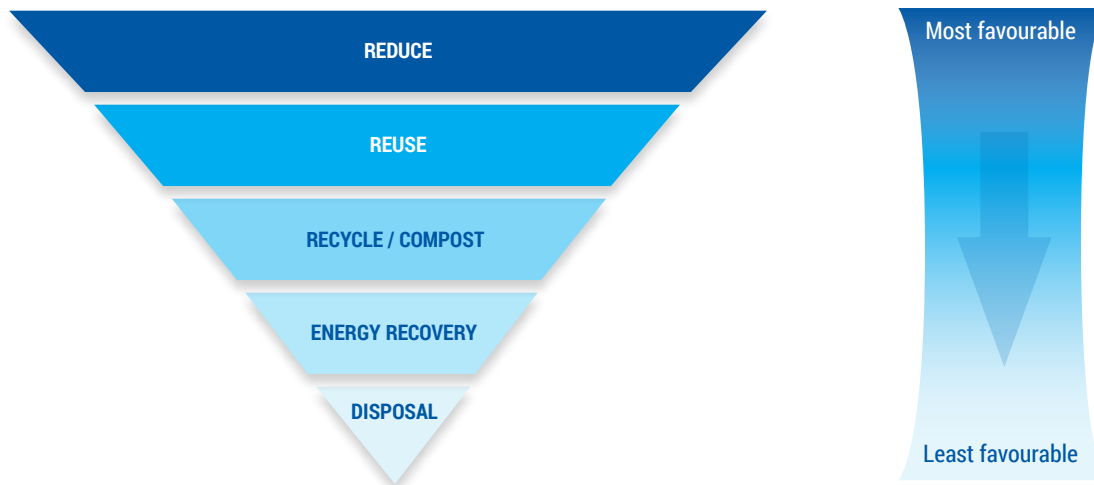 REDUCE
REUSE
RECYCLE / COMPOST
ENERGY RECOVERY
DISPOSAL
Most favourable
Least favourable